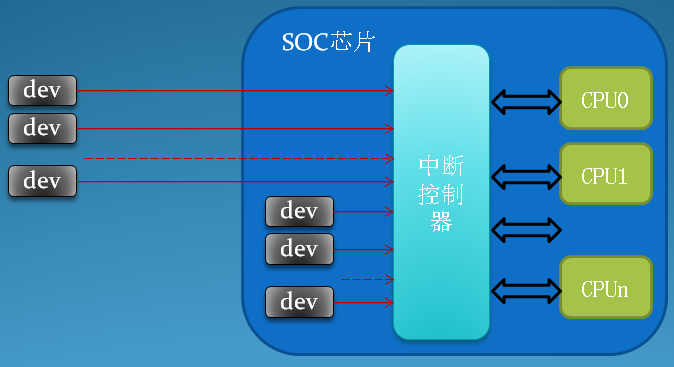 SOC芯片
dev
dev
dev
dev
dev
dev
中断
控制
器
CPU0
CPU1
CPUn